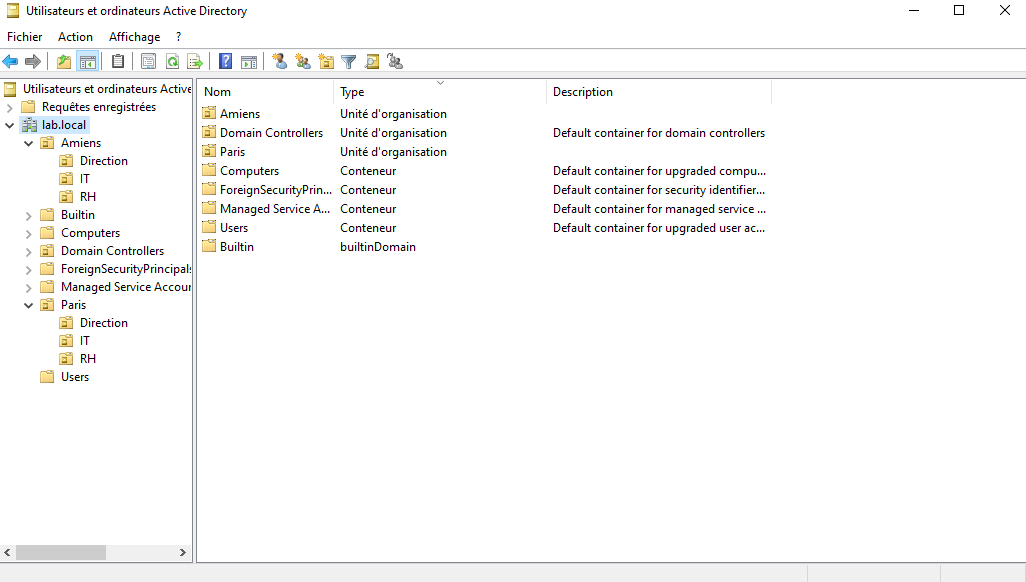 Utilisateurs et ordinateurs Active Directory
Fichier Action Affichage ?
Utilisateurs et ordinateurs Active
Requêtes enregistrées
lab.local
Amiens
Direction
IT
RH
Builtin
Computers
Domain Controllers
ForeignSecurityPrincipals
Managed Service Accour
Paris
Direction
IT
RH
Users
Nom Type Description
Amiens Unité d'organisation
Domain Controllers Unité d'organisation Default container for domain controllers
Paris Unité d'organisation
Computers Conteneur Default container for upgraded compu...
ForeignSecurityPrin... Conteneur Default container for security identifier...
Managed Service A... Conteneur Default container for managed service ...
Users Conteneur Default container for upgraded user ac...
Builtin builtinDomain